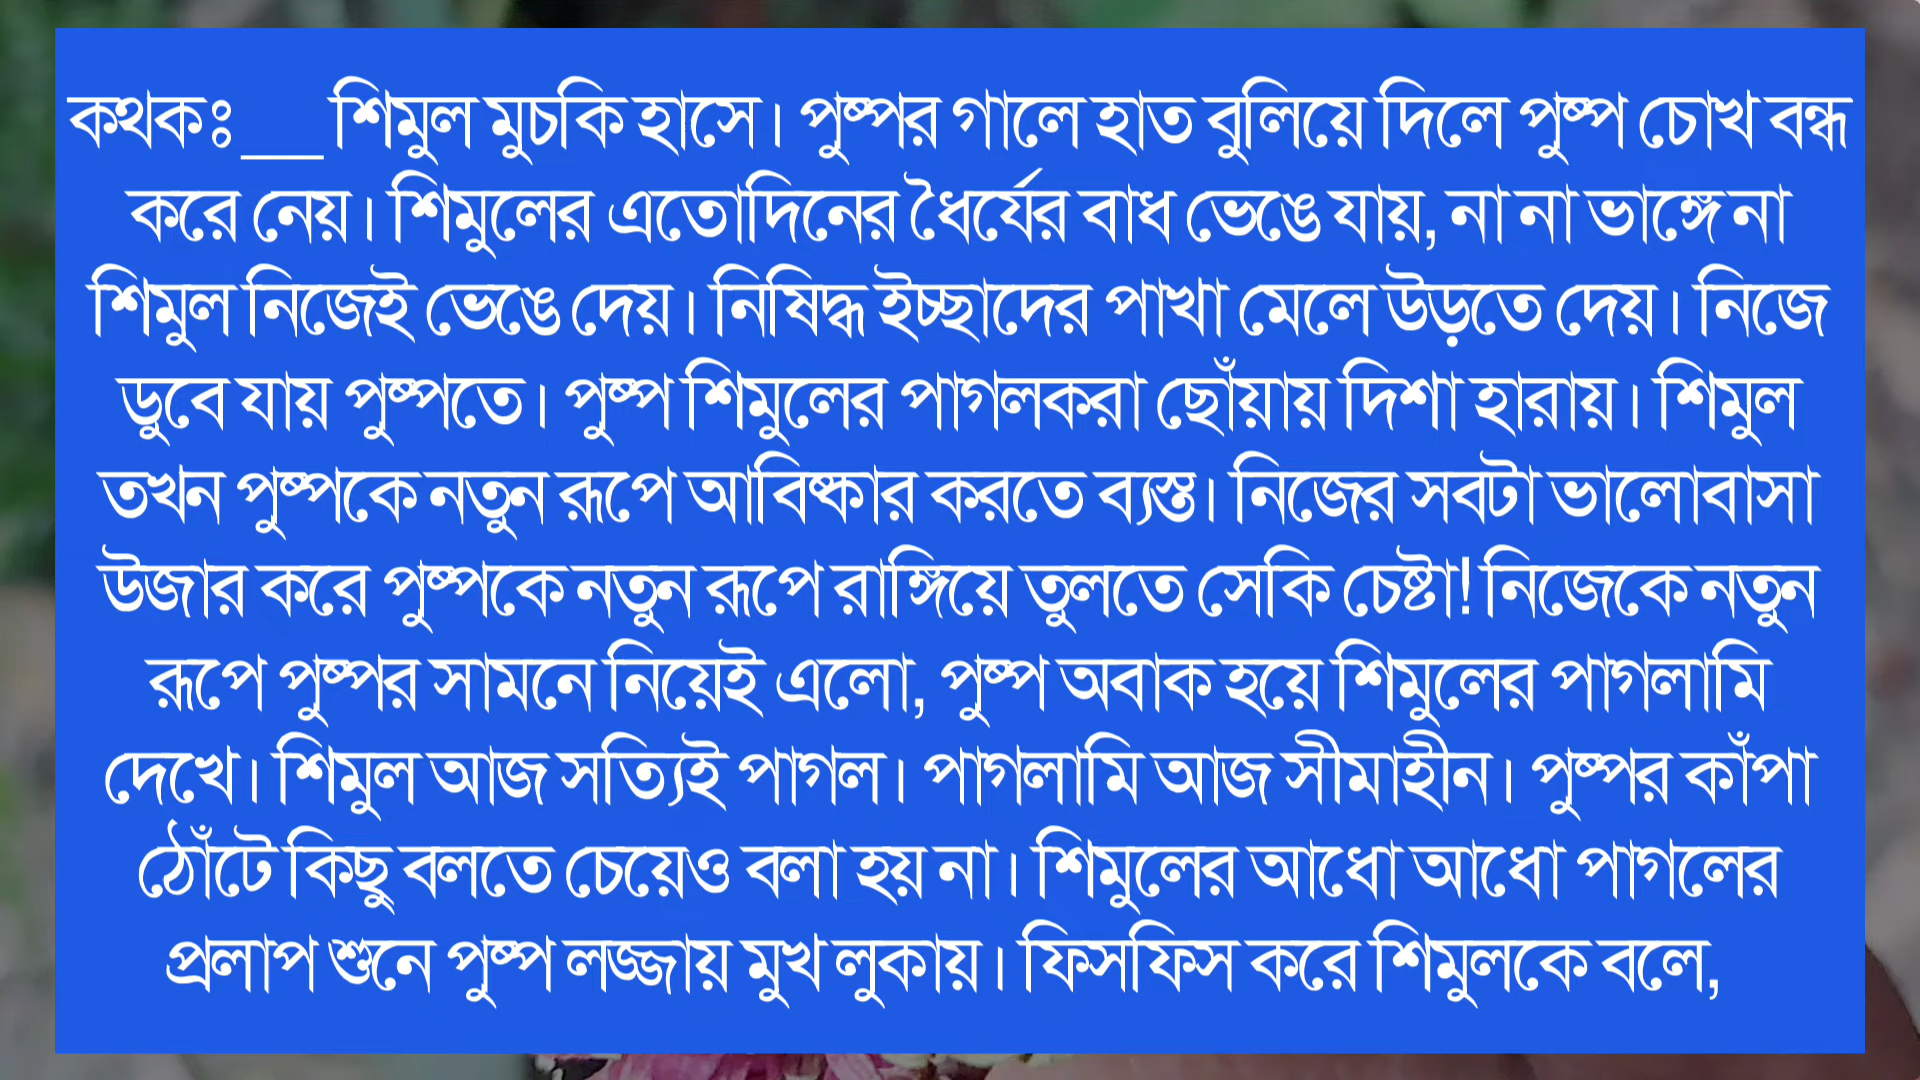 কথকঃ__শিমুল মুচকি হাসে। পুষ্পর গালে হাত বুলিয়ে দিলে পুষ্প চোখ বন্ধ
করে নেয়। শিমুলের এতোদিনের ধৈর্যের বাধ ভেঙে যায়, না না ভাঙ্গে না
শিমুল নিজেই ভেঙে দেয়। নিষিদ্ধ ইচ্ছাদের পাখা মেলে উড়তে দেয়। নিজে
ডুবে যায় পুষ্পতে। পুষ্প শিমুলের পাগলকরা ছোঁয়ায় দিশা হারায়। শিমুল
তখন পুষ্পকে নতুন রূপে আবিষ্কার করতে ব্যস্ত। নিজের সবটা ভালোবাসা
উজার করে পুষ্পকে নতুন রূপে রাঙ্গিয়ে তুলতে সেকি চেষ্টা! নিজেকে নতুন
রূপে পুষ্পর সামনে নিয়েই এলো, পুষ্প অবাক হয়ে শিমুলের পাগলামি
দেখে। শিমুল আজ সত্যিই পাগল। পাগলামি আজ সীমাহীন। পুষ্পর কাঁপা
ঠোঁটে কিছু বলতে চেয়েও বলা হয় না। শিমুলের আধো আধো পাগলের
প্রলাপ শুনে পুষ্প লজ্জায় মুখ লুকায়। ফিসফিস করে শিমুলকে বলে,